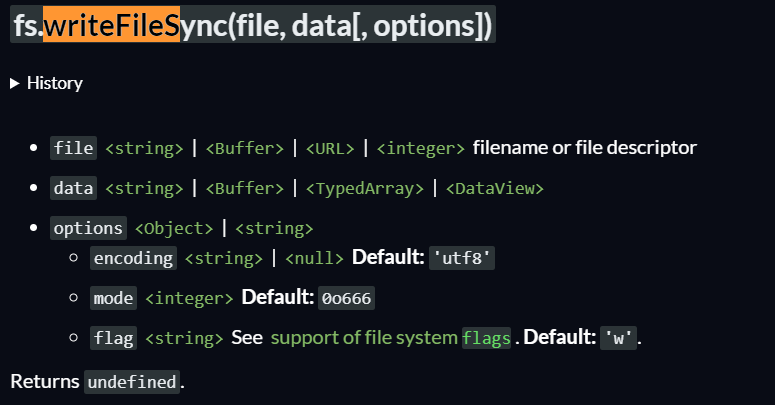 fs.writeFileSync(file, data[, options])
History
file <string> | <Buffer> | <URL> | <integer> filename or file descriptor
data <string> | <Buffer> | <TypedArray> | <DataView>
options <Object> | <string>
encoding <string> | <null> Default: 'utf8'
mode <integer> Default: 0o666
flag <string> See support of file system flags. Default: 'w'.
Returns undefined.